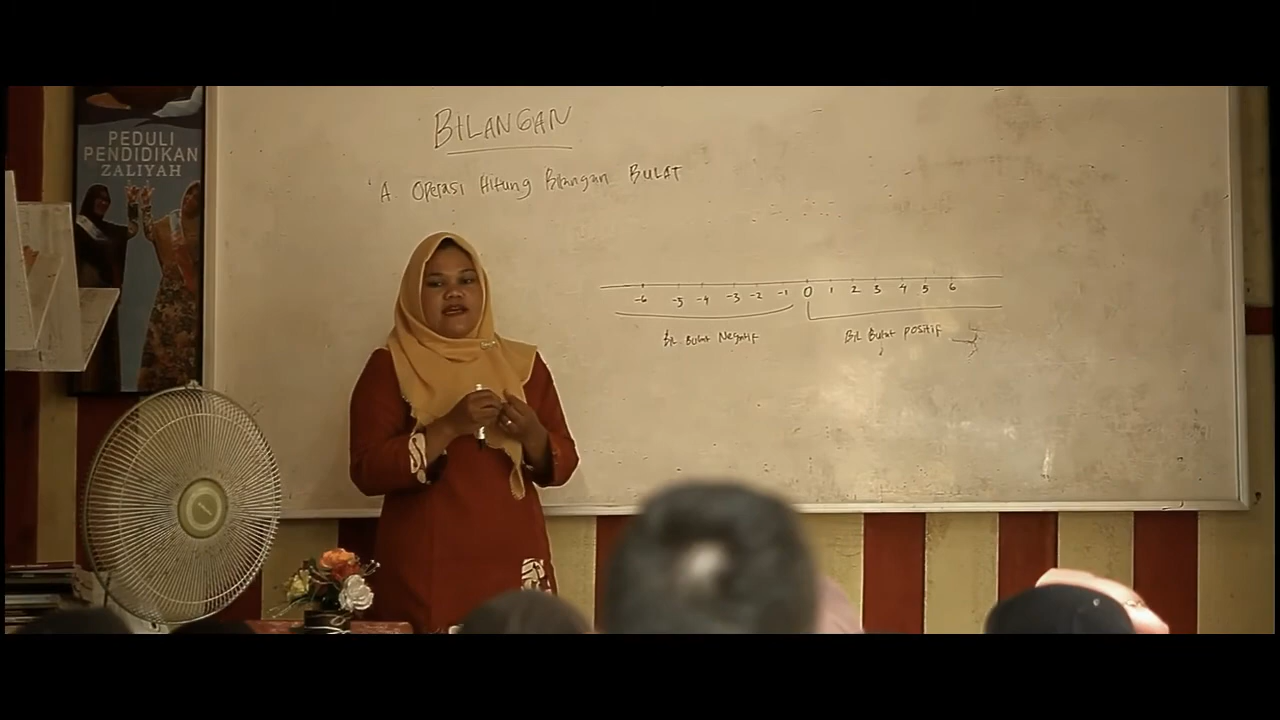 PEDULI
PENDIDIKAN
ZALIYAH
BILANGAN
A. Operasi Hitung Bilangan BULAT
-6 -5 -4 -3 -2 -1 0 1 2 3 4 5 6
Bil Bulat Negatif
Bil Bulat positif